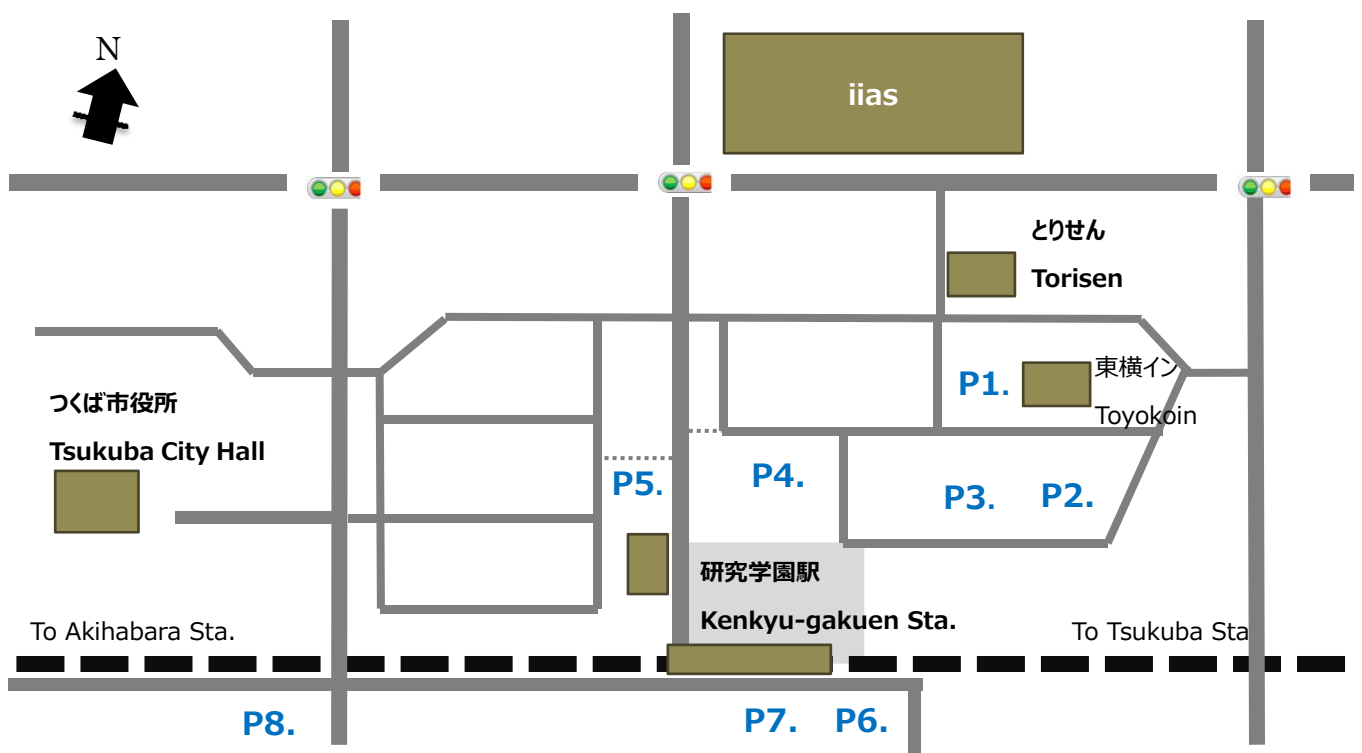 N
iias
とりせん
Torisen
東横イン
Toyokoin
P1.
つくば市役所
Tsukuba City Hall
P5.
P4.
P3.
P2.
研究学園駅
Kenkyu-gakuen Sta.
To Akihabara Sta.
To Tsukuba Sta
P8.
P7.
P6.